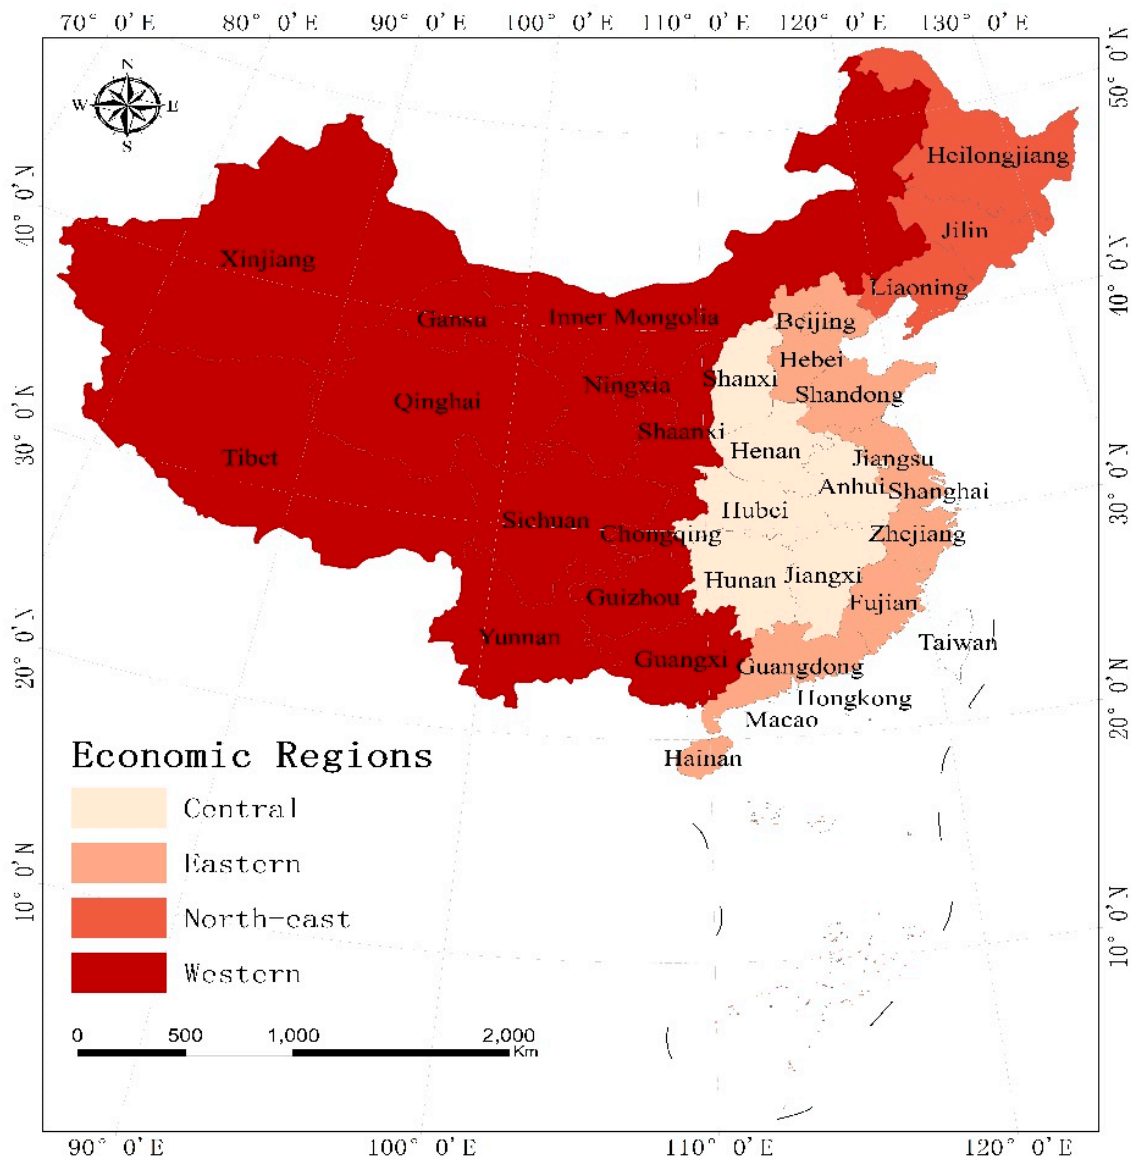 70° 0'E 80° 0'E 90° 0'E 100° 0'E 110° 0'E 120° 0'E 130° 0'E
50° 0'N
40° 0'N
30° 0'N
20° 0'N
10° 0'N
40° 0'N
30° 0'N
20° 0'N
10° 0'N
N
W E
S
Heilongjiang
Jilin
Xinjiang
Liaoning
Gansu
Inner Mongolia
Beijing
Hebei
Shanxi
Ningxia
Shandong
Qinghai
Shaanxi
Henan
Jiangsu
Tibet
Anhui
Shanghai
Hubei
Sichuan
Chongqing
Zhejiang
Hunan
Jiangxi
Guizhou
Fujian
Yunnan
Taiwan
Guangxi
Guangdong
Hongkong
Macao
Hainan
Economic Regions
Central
Eastern
North-east
Western
0 500 1,000 2,000
Km
90° 0'E 100° 0'E 110° 0'E 120° 0'E